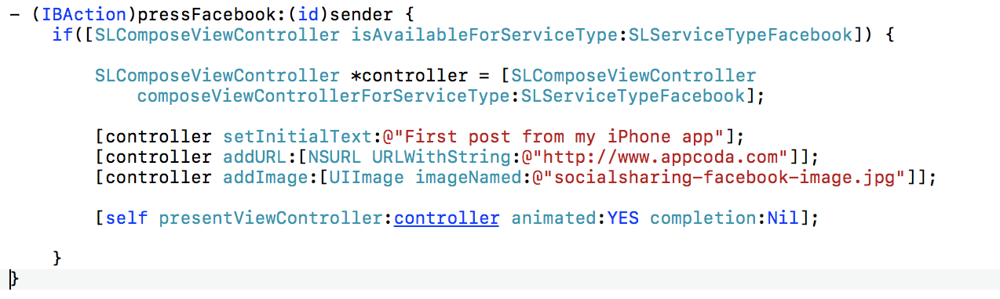 - (IBAction)pressFacebook:(id)sender {
if([SLComposeViewController isAvailableForServiceType:SLServiceTypeFacebook]) {
SLComposeViewController *controller = [SLComposeViewController
composeViewControllerForServiceType:SLServiceTypeFacebook];
[controller setInitialText:@"First post from my iPhone app"];
[controller addURL:[NSURL URLWithString:@"http://www.appcoda.com"]];
[controller addImage:[UIImage imageNamed:@"socialsharing-facebook-image.jpg"]];
[self presentViewController:controller animated:YES completion:Nil];
}
}